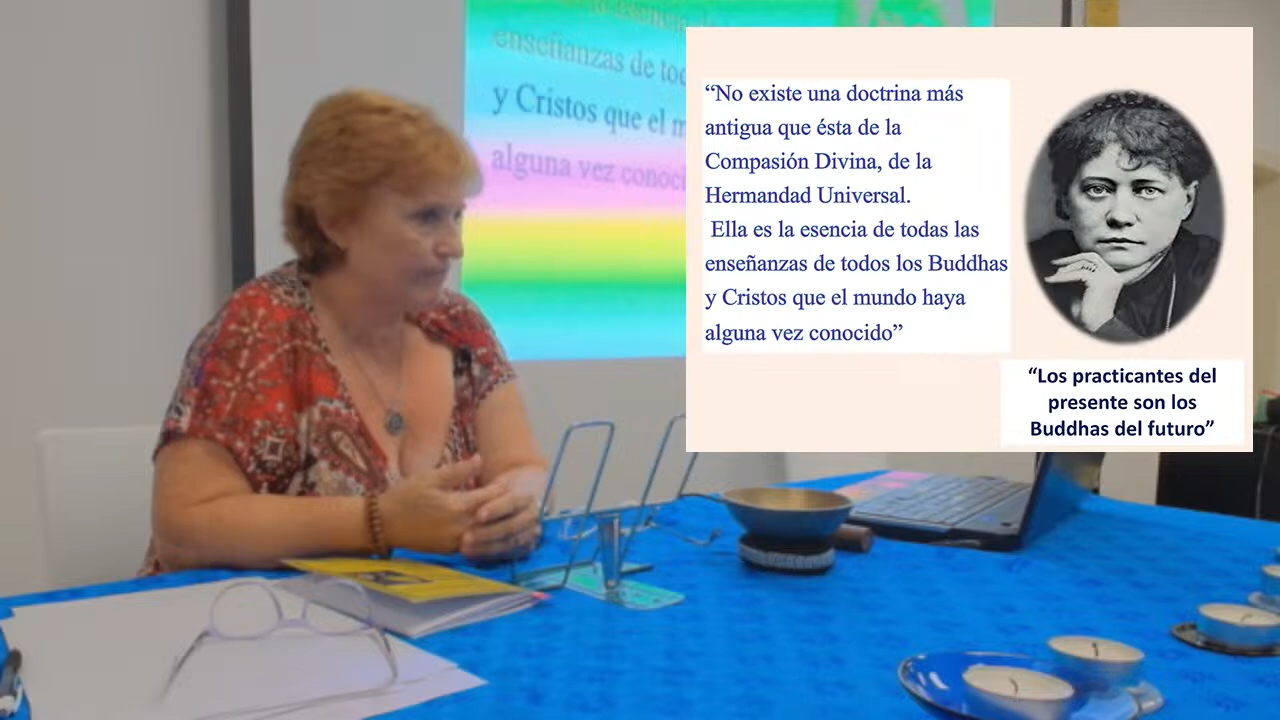 enseñanzas de
y Cristos que el
alguna vez
“No existe una doctrina más
antigua que ésta de la
Compasión Divina, de la
Hermandad Universal.
Ella es la esencia de todas las
enseñanzas de todos los Buddhas
y Cristos que el mundo haya
alguna vez conocido”
“Los practicantes del
presente son los
Buddhas del futuro”